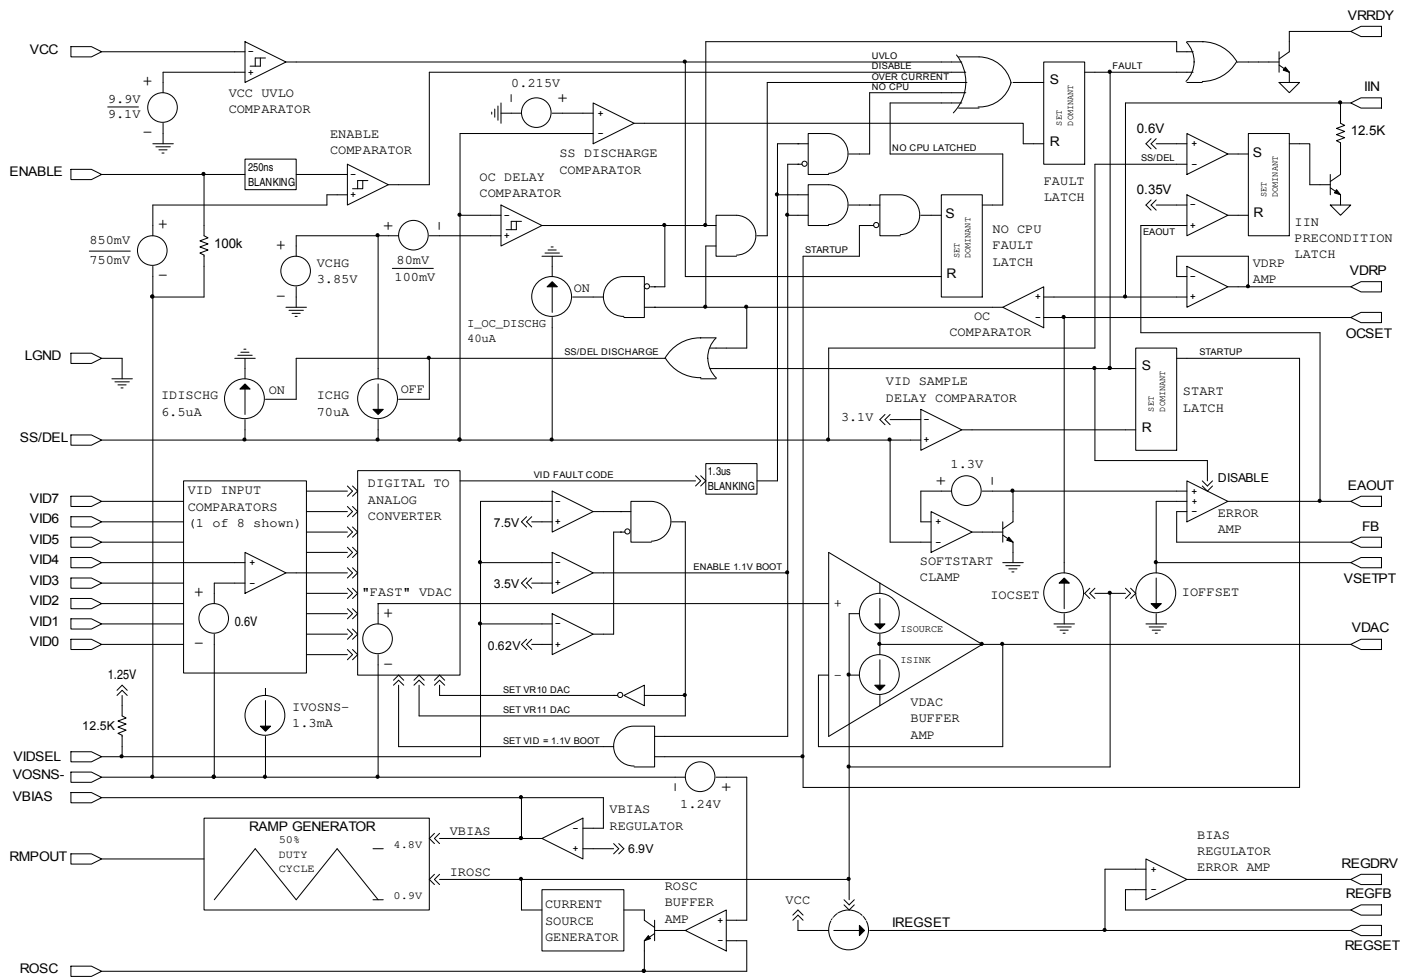 VCC
9.9V
9.1V
VCC UVLO
COMPARATOR
ENABLE
COMPARATOR
ENABLE
250ns
BLANKING
850mV
750mV
100k
VCHG
3.85V
80mV
100mV
0.215V
SS DISCHARGE
COMPARATOR
OC DELAY
COMPARATOR
UVLO
DISABLE
OVER CURRENT
NO CPU
NO CPU LATCHED
S
SET
DOMINANT
R
FAULT
LATCH
FAULT
VRRDY
IIN
12.5K
0.6V
SS/DEL
0.35V
EAOUT
S
SET
DOMINANT
R
IIN
PRECONDITION
LATCH
STARTUP
S
SET
DOMINANT
R
NO CPU
FAULT
LATCH
VDRP
AMP
VDRP
OCSET
OC
COMPARATOR
ON
I_OC_DISCHG
40uA
LGND
SS/DEL DISCHARGE
IDISCHG
6.5uA
ON
ICHG
70uA
OFF
SS/DEL
VID SAMPLE
DELAY COMPARATOR
3.1V
S
SET
DOMINANT
R
STARTUP
START
LATCH
1.3V
SOFTSTART
CLAMP
DISABLE
ERROR
AMP
EAOUT
FB
VSETPT
IOCSET
IOFFSET
VDAC
VID7
VID6
VID5
VID4
VID3
VID2
VID1
VID0
VID INPUT
COMPARATORS
(1 of 8 shown)
0.6V
DIGITAL TO
ANALOG
CONVERTER
"FAST" VDAC
VID FAULT CODE
1.3us
BLANKING
7.5V
3.5V
0.62V
ENABLE 1.1V BOOT
ISOURCE
ISINK
VDAC
BUFFER
AMP
SET VR10 DAC
SET VR11 DAC
SET VID = 1.1V BOOT
1.25V
12.5K
IVOSNS-
1.3mA
VIDSEL
VOSNS-
VBIAS
1.24V
VBIAS
REGULATOR
VBIAS
6.9V
RAMP GENERATOR
50%
DUTY
CYCLE
4.8V
0.9V
RMPOUT
IROSC
CURRENT
SOURCE
GENERATOR
ROSC
BUFFER
AMP
ROSC
VCC
IREGSET
BIAS
REGULATOR
ERROR AMP
REGDRV
REGFB
REGSET